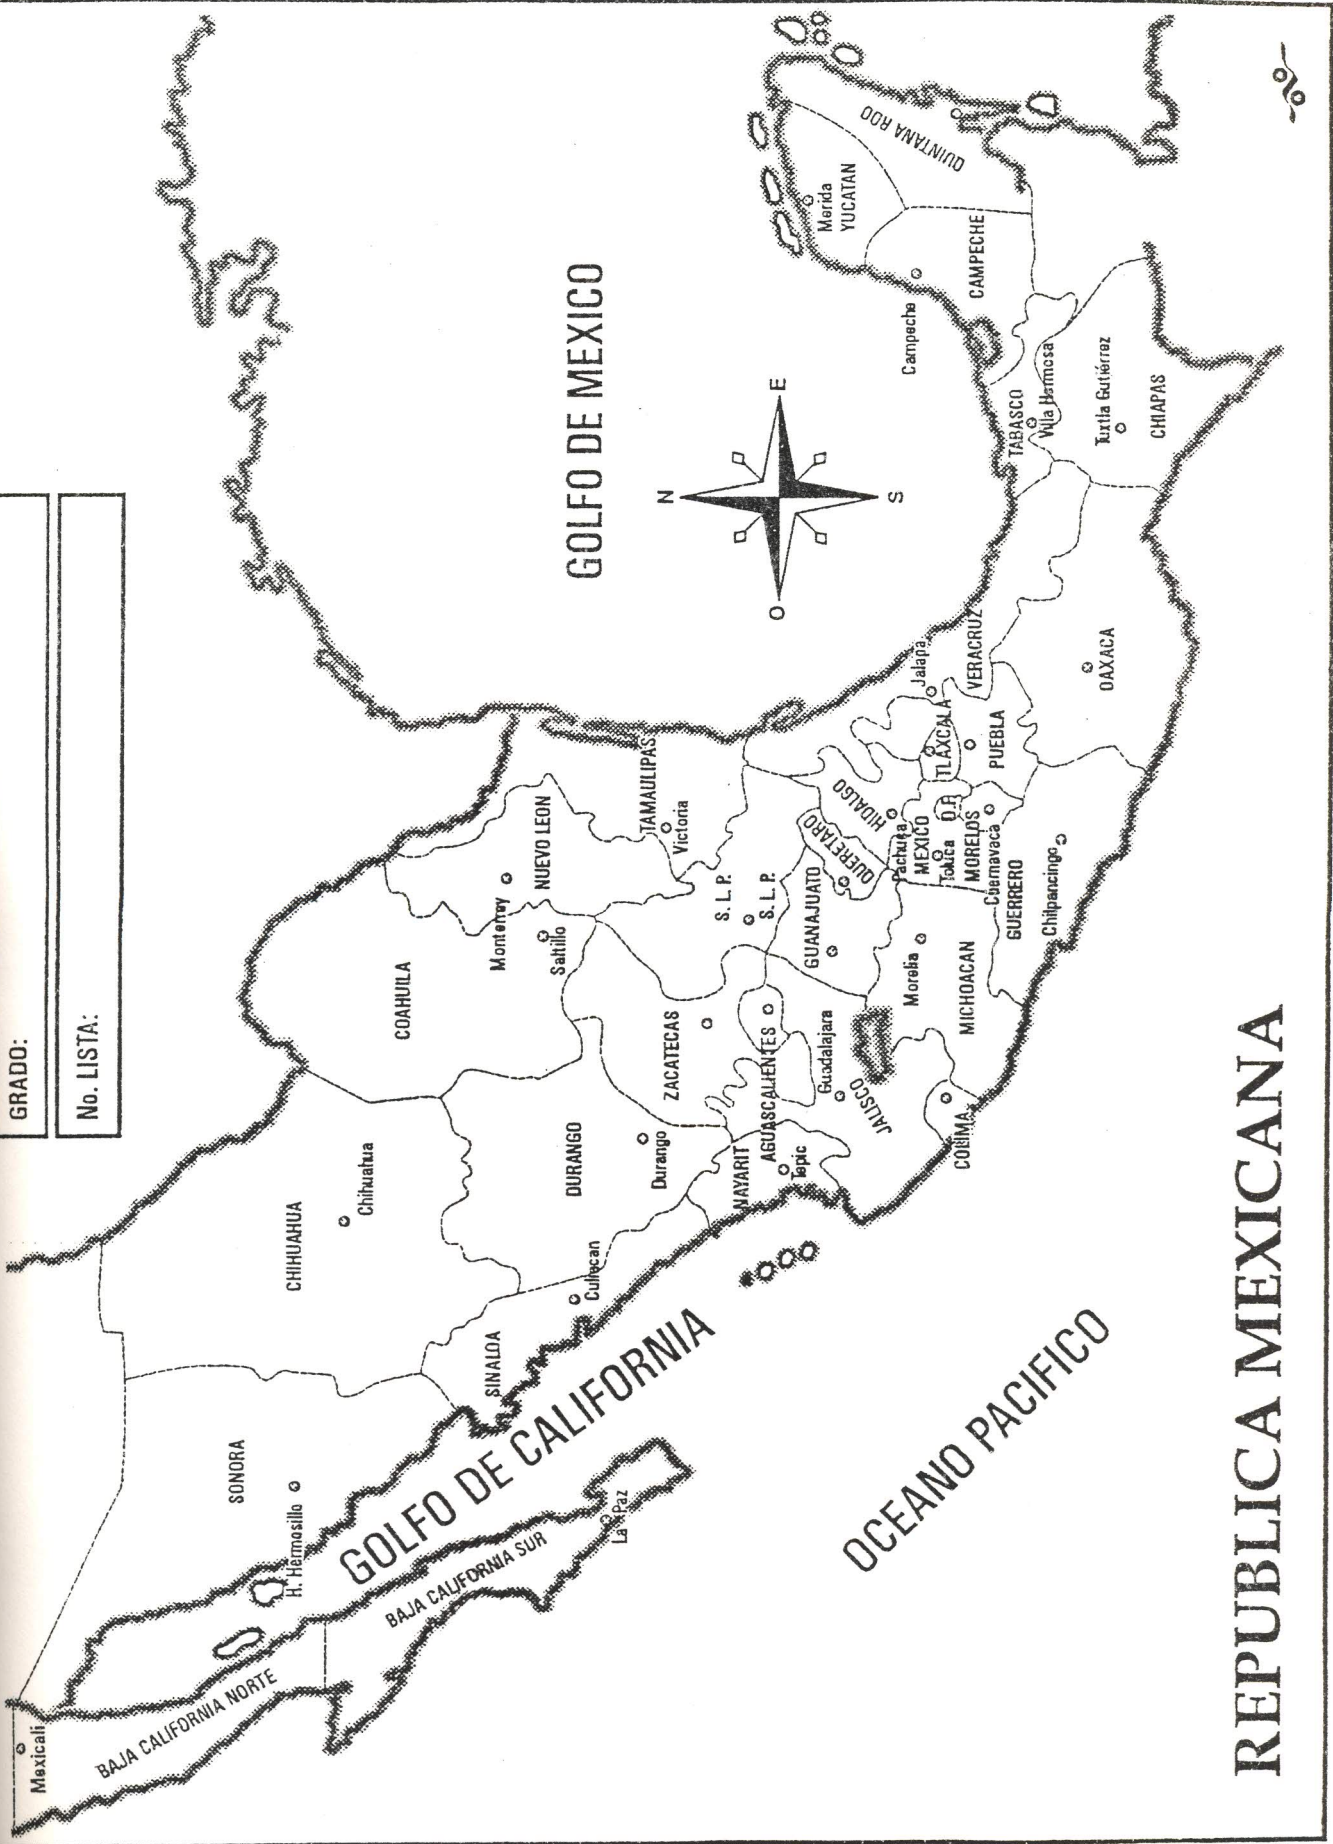 GRADO:
No. LISTA:
Mexicali
BAJA CALIFORNIA NORTE
BAJA CALIFORNIA SUR
La Paz
GOLFO DE CALIFORNIA
SONORA
H. Hermosillo
CHIHUAHUA
Chihuahua
COAHUILA
Saltillo
NUEVO LEON
Monterrey
TAMAULIPAS
Victoria
SINALOA
Culiacan
DURANGO
Durango
ZACATECAS
S. L. P.
S. L. P.
NAYARIT
Tepic
AGUASCALIENTES
JALISCO
Guadalajara
GUANAJUATO
QUERETARO
HIDALGO
Pachuca
COLIMA
MICHOACAN
Morelia
MEXICO
Toluca
D.F.
MORELOS
Cuernavaca
TLAXCALA
PUEBLA
VERACRUZ
Jalapa
GUERRERO
Chilpancingo
OAXACA
TABASCO
Villa Hermosa
CHIAPAS
Tuxtla Gutiérrez
CAMPECHE
Campeche
YUCATAN
Merida
QUINTANA ROO
GOLFO DE MEXICO
N
E
S
O
OCEANO PACIFICO
REPUBLICA MEXICANA